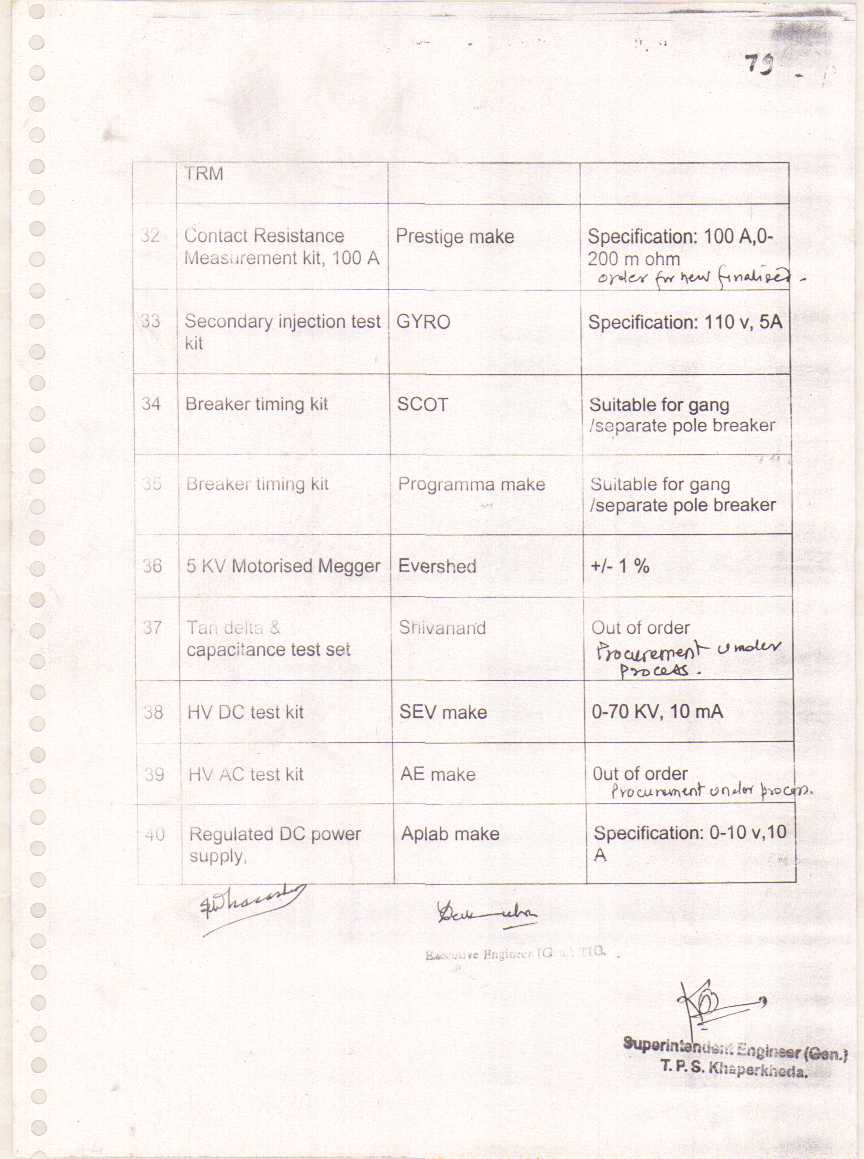 79
TRM
32 Contact Resistance Prestige make Specification: 100 A,0-
Measurement kit, 100 A 200 m ohm
order for new finalised.
33 Secondary injection test GYRO Specification: 110 v, 5A
kit
34 Breaker timing kit SCOT Suitable for gang
/separate pole breaker
35 Breaker timing kit Programma make Suitable for gang
/separate pole breaker
36 5 KV Motorised Megger Evershed +/- 1 %
37 Tan delta & Shivanand Out of order
capacitance test set Procurement under
process.
38 HV DC test kit SEV make 0-70 KV, 10 mA
39 HV AC test kit AE make Out of order
Procurement under process.
40 Regulated DC power Aplab make Specification: 0-10 v,10
supply, A
Executive Engineer
Superintendent Engineer (Gen.)
T. P. S. Khaperkheda.